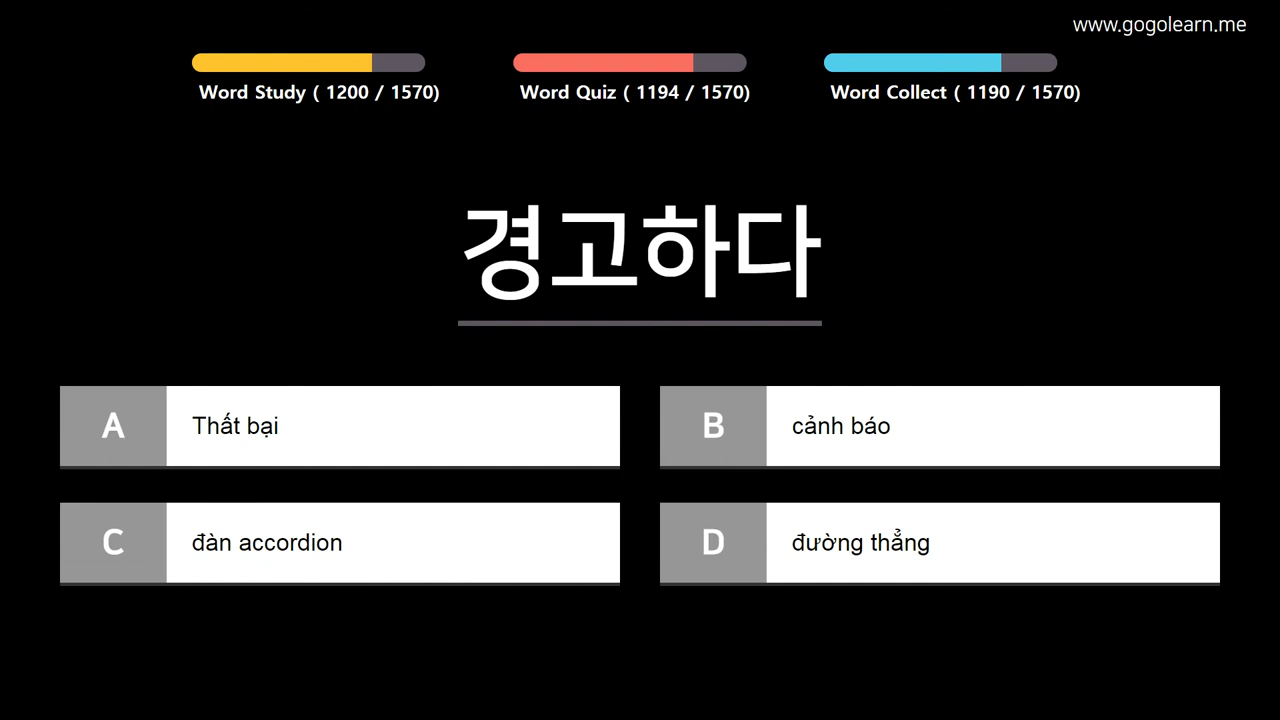 www.gogolearn.me
Word Study ( 1200 / 1570)
Word Quiz ( 1194 / 1570)
Word Collect ( 1190 / 1570)
경고하다
A Thất bại
B cảnh báo
C đàn accordion
D đường thẳng